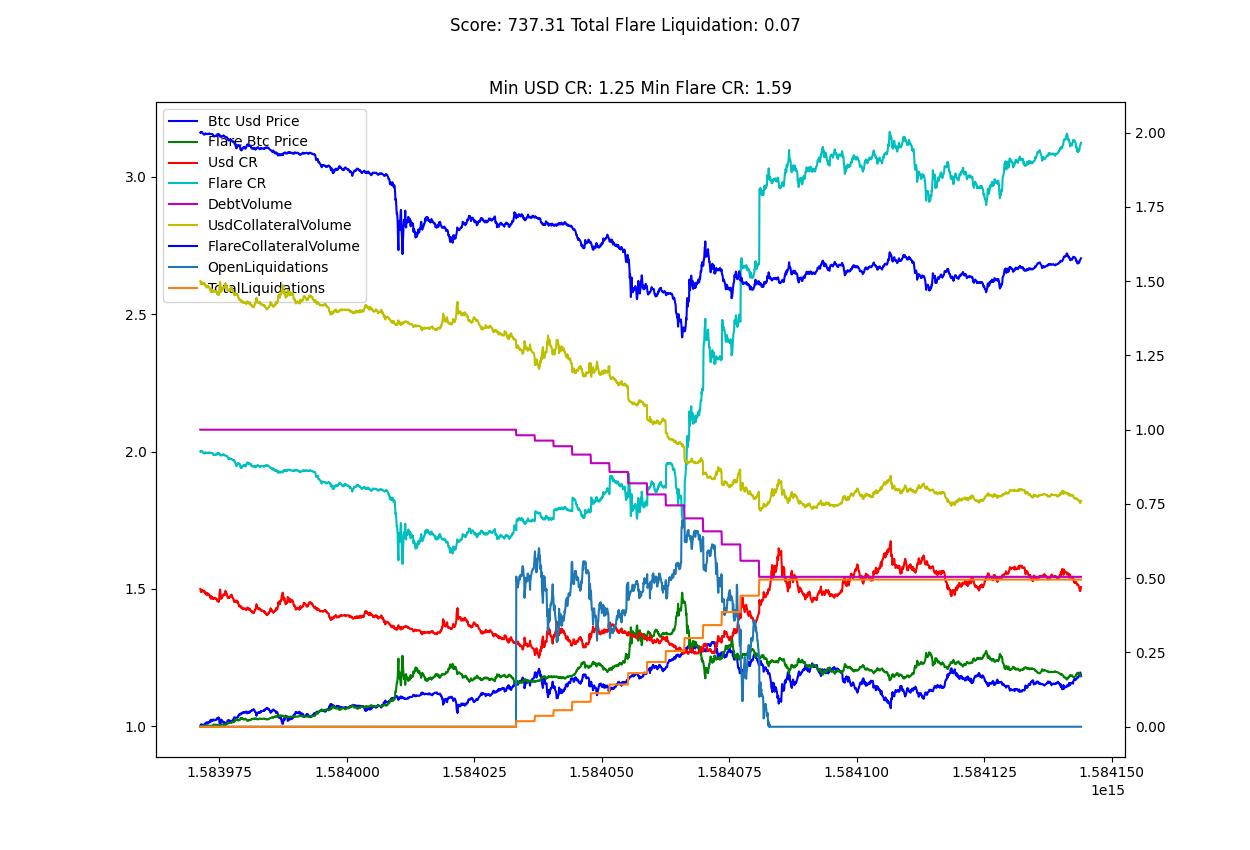 Score: 737.31 Total Flare Liquidation: 0.07
Min USD CR: 1.25 Min Flare CR: 1.59
Btc Usd Price
Flare Btc Price
Usd CR
Flare CR
DebtVolume
UsdCollateralVolume
FlareCollateralVolume
OpenLiquidations
TotalLiquidations
3.0
2.5
2.0
1.5
1.0
2.00
1.75
1.50
1.25
1.00
0.75
0.50
0.25
0.00
1.583975 1.584000 1.584025 1.584050 1.584075 1.584100 1.584125 1.584150
1e15